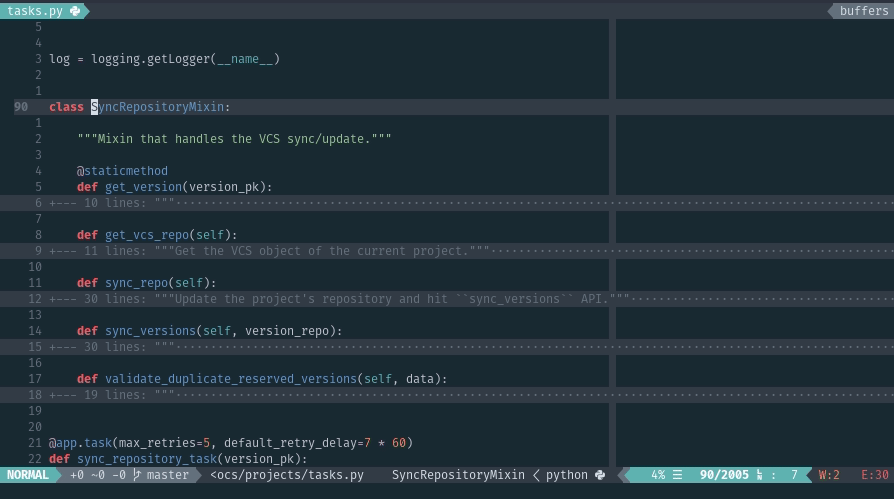 tasks.py buffers
5
4
3 log = logging.getLogger(__name__)
2
1
90 class SyncRepositoryMixin:
1
2 """Mixin that handles the VCS sync/update."""
3
4 @staticmethod
5 def get_version(version_pk):
6 +--- 10 lines: """
7
8 def get_vcs_repo(self):
9 +--- 11 lines: """Get the VCS object of the current project."""
10
11 def sync_repo(self):
12 +--- 30 lines: """Update the project's repository and hit ``sync_versions`` API."""
13
14 def sync_versions(self, version_repo):
15 +--- 30 lines: """
16
17 def validate_duplicate_reserved_versions(self, data):
18 +--- 19 lines: """
19
20
21 @app.task(max_retries=5, default_retry_delay=7 * 60)
22 def sync_repository_task(version_pk):
NORMAL +0 ~0 -0 master <ocs/projects/tasks.py SyncRepositoryMixin python 4% ☰ 90/2005 : 7 W:2 E:30